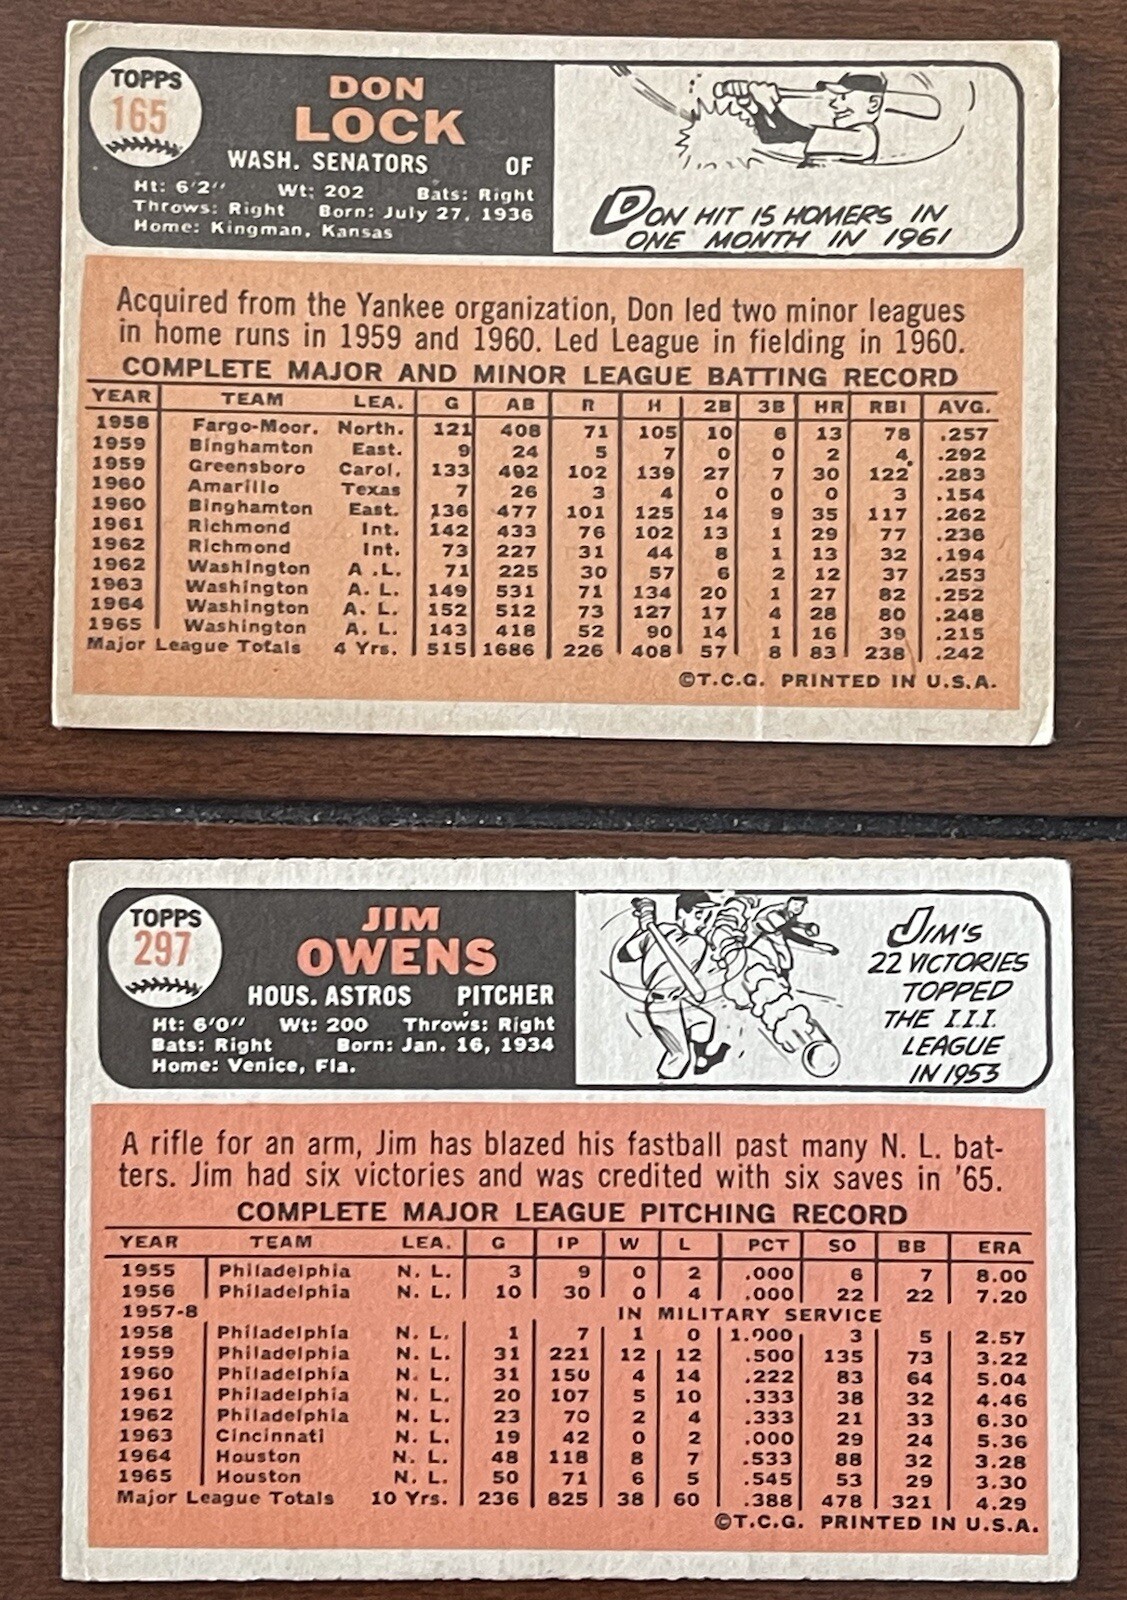 TOPPS
165
DON
LOCK
WASH. SENATORS OF
Ht: 6'2" Wt: 202 Bats: Right
Throws: Right Born: July 27, 1936
Home: Kingman, Kansas
DON HIT 15 HOMERS IN
ONE MONTH IN 1961
Acquired from the Yankee organization, Don led two minor leagues
in home runs in 1959 and 1960. Led League in fielding in 1960.
COMPLETE MAJOR AND MINOR LEAGUE BATTING RECORD
YEAR TEAM LEA. G AB R H 2B 3B HR RBI AVG.
1958 Fargo-Moor. North. 121 408 71 105 10 6 13 78 .257
1959 Binghamton East. 9 24 5 7 0 0 2 4 .292
1959 Greensboro Carol. 133 492 102 139 27 7 30 122 .283
1960 Amarillo Texas 7 26 3 4 0 0 0 3 .154
1960 Binghamton East. 136 477 101 125 14 9 35 117 .262
1961 Richmond Int. 142 433 76 102 13 1 29 77 .236
1962 Richmond Int. 73 227 31 44 8 1 13 32 .194
1962 Washington A .L. 71 225 30 57 6 2 12 37 .253
1963 Washington A. L. 149 531 71 134 20 1 27 82 .252
1964 Washington A. L. 152 512 73 127 17 4 28 80 .248
1965 Washington A. L. 143 418 52 90 14 1 16 39 .215
Major League Totals 4 Yrs. 515 1686 226 408 57 8 83 238 .242
©T.C.G. PRINTED IN U.S.A.
TOPPS
297
JIM
OWENS
HOUS. ASTROS PITCHER
Ht: 6'0" Wt: 200 Throws: Right
Bats: Right Born: Jan. 16, 1934
Home: Venice, Fla.
JIM'S
22 VICTORIES
TOPPED
THE I.I.I.
LEAGUE
IN 1953
A rifle for an arm, Jim has blazed his fastball past many N. L. bat-
ters. Jim had six victories and was credited with six saves in '65.
COMPLETE MAJOR LEAGUE PITCHING RECORD
YEAR TEAM LEA. G IP W L PCT SO BB ERA
1955 Philadelphia N. L. 3 9 0 2 .000 6 7 8.00
1956 Philadelphia N. L. 10 30 0 4 .000 22 22 7.20
1957-8 IN MILITARY SERVICE
1958 Philadelphia N. L. 1 7 1 0 1.000 3 5 2.57
1959 Philadelphia N. L. 31 221 12 12 .500 135 73 3.22
1960 Philadelphia N. L. 31 150 4 14 .222 83 64 5.04
1961 Philadelphia N. L. 20 107 5 10 .333 38 32 4.46
1962 Philadelphia N. L. 23 70 2 4 .333 21 33 6.30
1963 Cincinnati N. L. 19 42 0 2 .000 29 24 5.36
1964 Houston N. L. 48 118 8 7 .533 88 32 3.28
1965 Houston N. L. 50 71 6 5 .545 53 29 3.30
Major League Totals 10 Yrs. 236 825 38 60 .388 478 321 4.29
©T.C.G. PRINTED IN U.S.A.